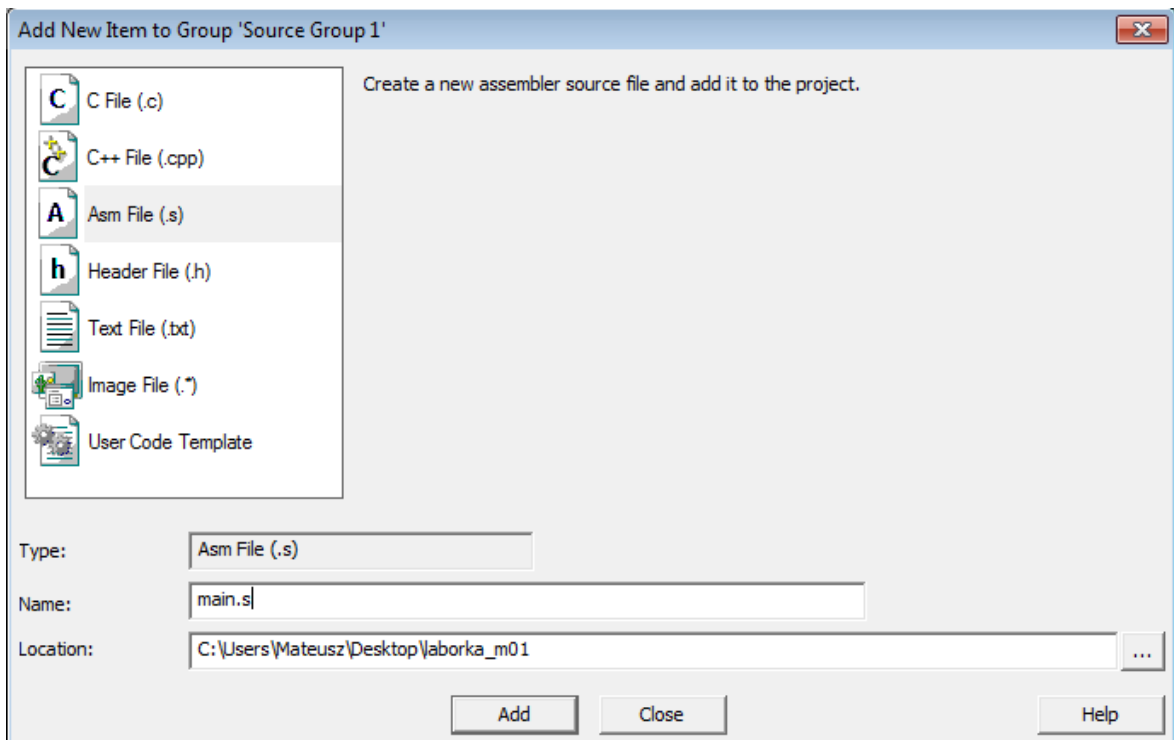 Add New Item to Group 'Source Group 1'
C File (.c)
Create a new assembler source file and add it to the project.
C++ File (.cpp)
Asm File (.s)
Header File (.h)
Text File (.txt)
Image File (.*)
User Code Template
Type:
Asm File (.s)
Name:
main.s
Location:
C:\Users\Mateusz\Desktop\laborka_m01
...
Add
Close
Help